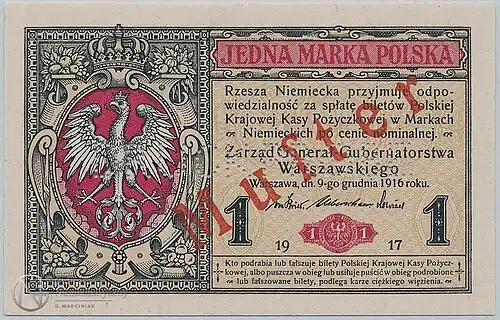 JEDNA MARKA POLSKA
Rzesza Niemiecka przyjmuje odpo-
wiedzialność za spłatę biletów Polskiej
Krajowej Kasy Pożyczkowej w Markach
Niemieckich po cenie nominalnej.
Zarząd Generał Gubernatorstwa
Warszawskiego
Warszawa, dn. 9-go grudnia 1916 roku.
Muster
1 1
19 17
Kto podrabia lub fałszuje bilety Polskiej Krajowej Kasy Pożycz-
kowej, albo puszcza w obieg lub usiłuje puścić w obieg podrobione
lub fałszowane bilety, podlega karze ciężkiego więzienia.
G. MARCINIAK